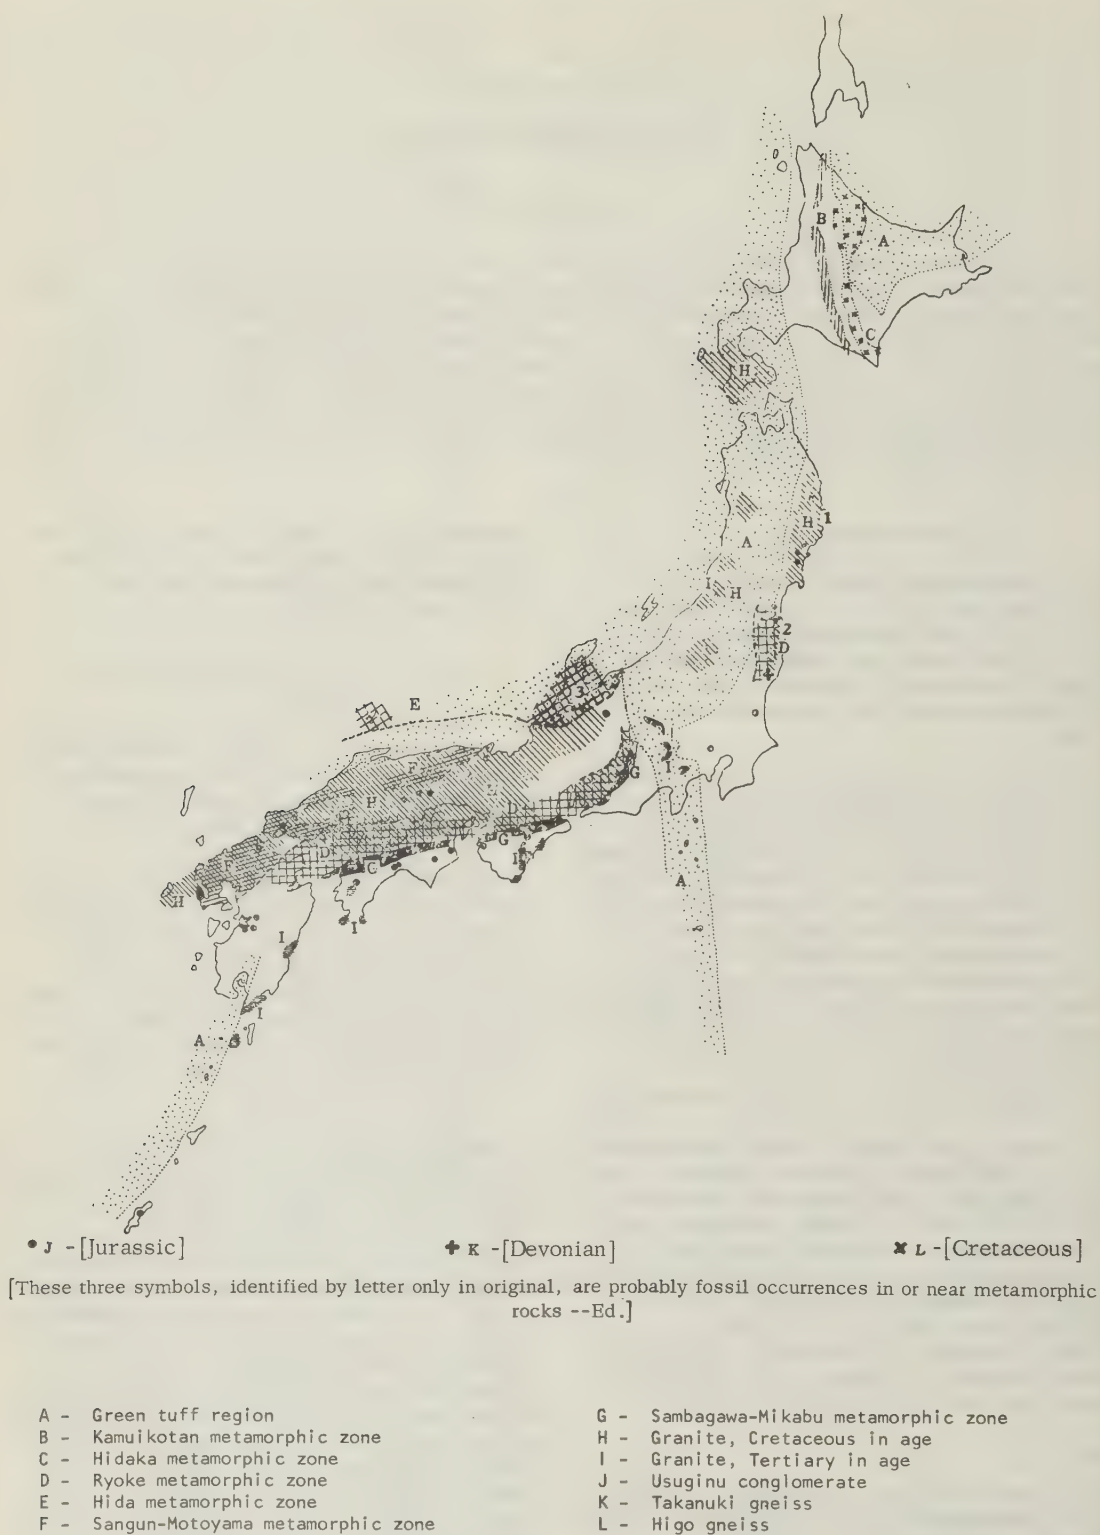 B
A
C
H
H
1
A
I
H
2
D
3
E
G
I
F
H
H
D
G
D
I
F
C
A
H
I
I
I
A
• J - [Jurassic]
✚ K - [Devonian]
✖ L - [Cretaceous]
[These three symbols, identified by letter only in original, are probably fossil occurrences in or near metamorphic
rocks --Ed.]
A - Green tuff region
B - Kamuikotan metamorphic zone
C - Hidaka metamorphic zone
D - Ryoke metamorphic zone
E - Hida metamorphic zone
F - Sangun-Motoyama metamorphic zone
G - Sambagawa-Mikabu metamorphic zone
H - Granite, Cretaceous in age
I - Granite, Tertiary in age
J - Usuginu conglomerate
K - Takanuki gneiss
L - Higo gneiss